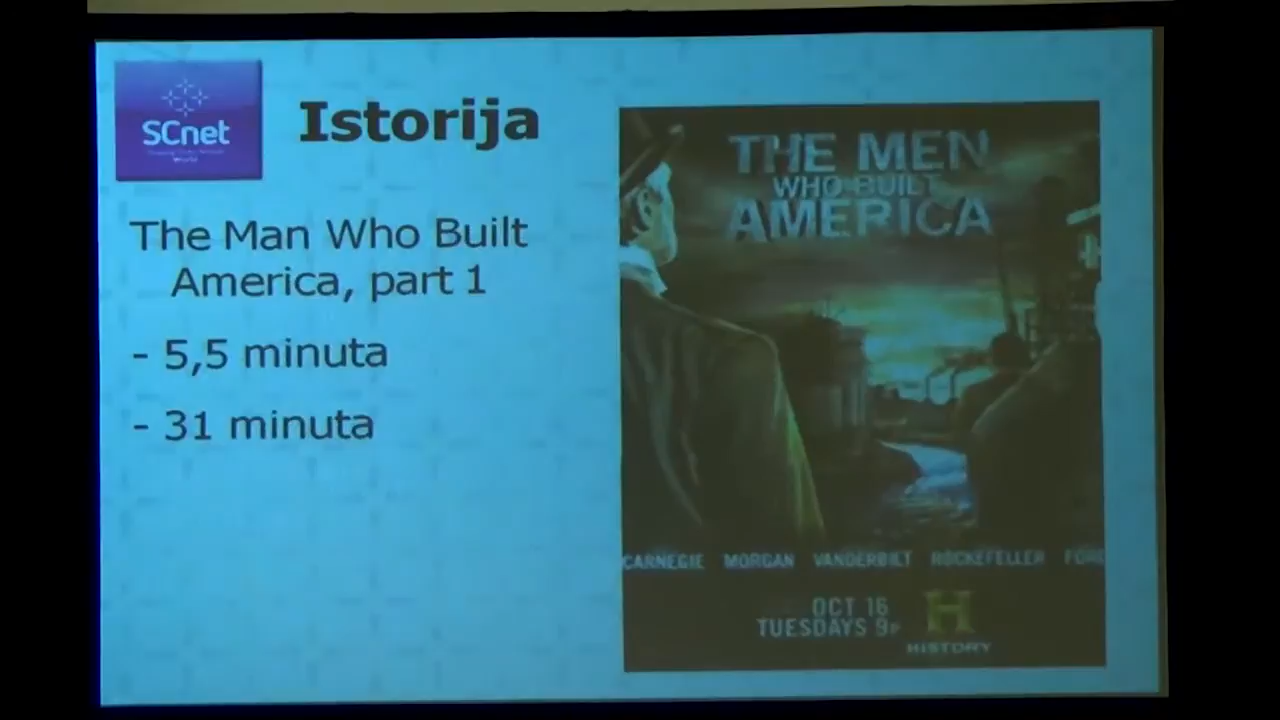 SCnet
World
Istorija
The Man Who Built
America, part 1
- 5,5 minuta
- 31 minuta
THE MEN
WHO BUILT
AMERICA
CARNEGIE MORGAN VANDERBILT ROCKEFELLER FORD
OCT 16
TUESDAYS 9P
H
HISTORY